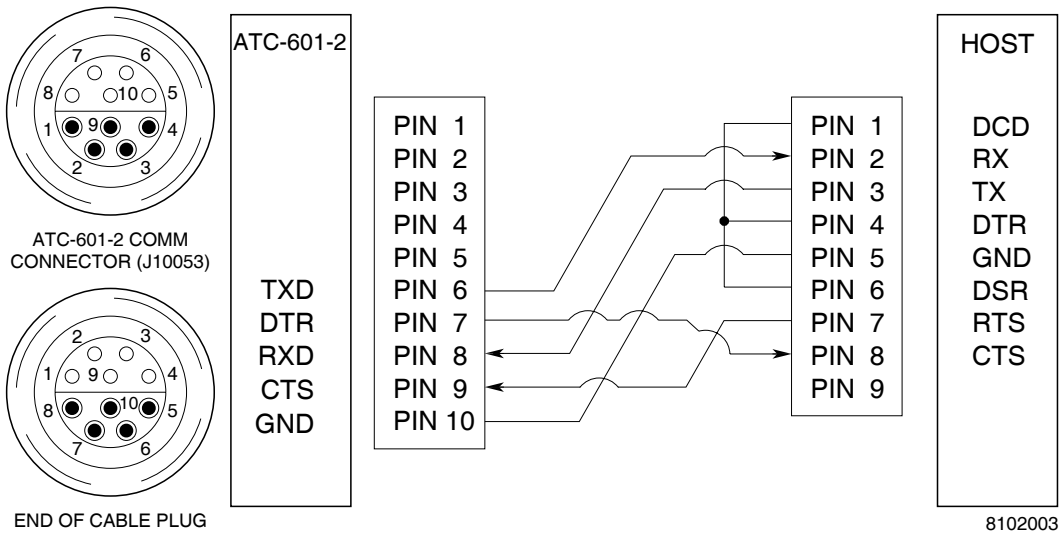 7 6
8 10 5
1 9 4
2 3
ATC-601-2 COMM
CONNECTOR (J10053)
2 3
1 9 4
8 10 5
7 6
END OF CABLE PLUG
ATC-601-2
TXD
DTR
RXD
CTS
GND
PIN 1
PIN 2
PIN 3
PIN 4
PIN 5
PIN 6
PIN 7
PIN 8
PIN 9
PIN 10
PIN 1
PIN 2
PIN 3
PIN 4
PIN 5
PIN 6
PIN 7
PIN 8
PIN 9
HOST
DCD
RX
TX
DTR
GND
DSR
RTS
CTS
8102003